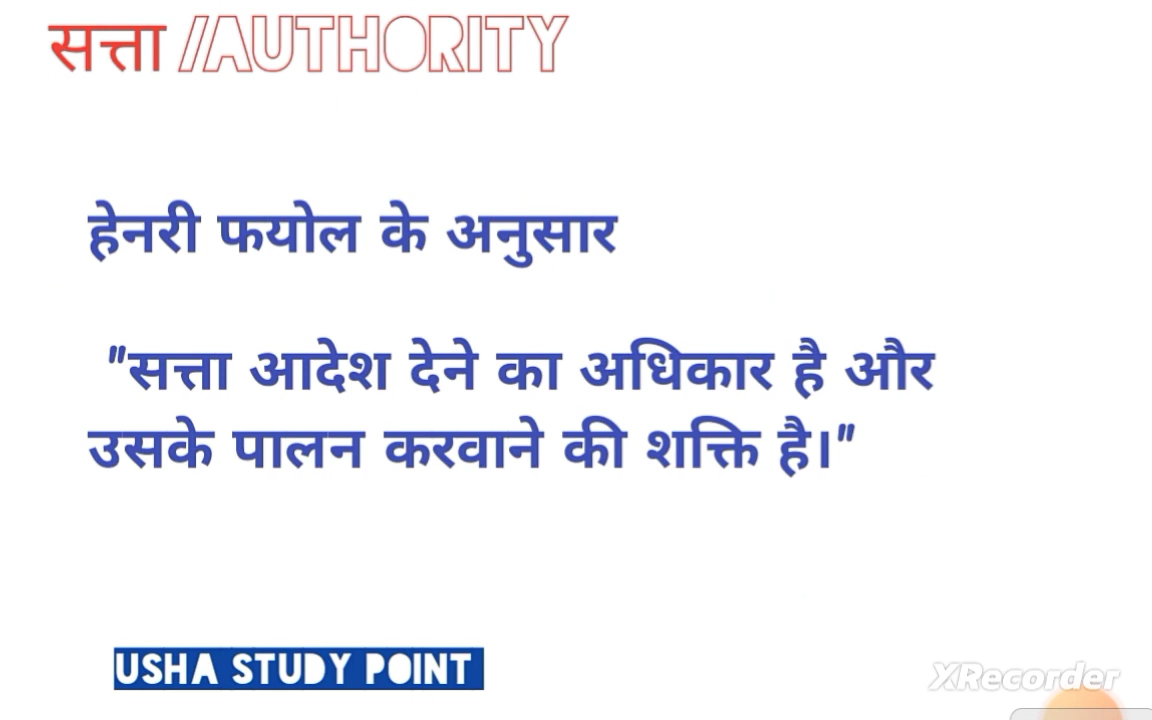 सत्ता //AUTHORITY
हेनरी फयोल के अनुसार
"सत्ता आदेश देने का अधिकार है और
उसके पालन करवाने की शक्ति है।"
USHA STUDY POINT
XRecorder